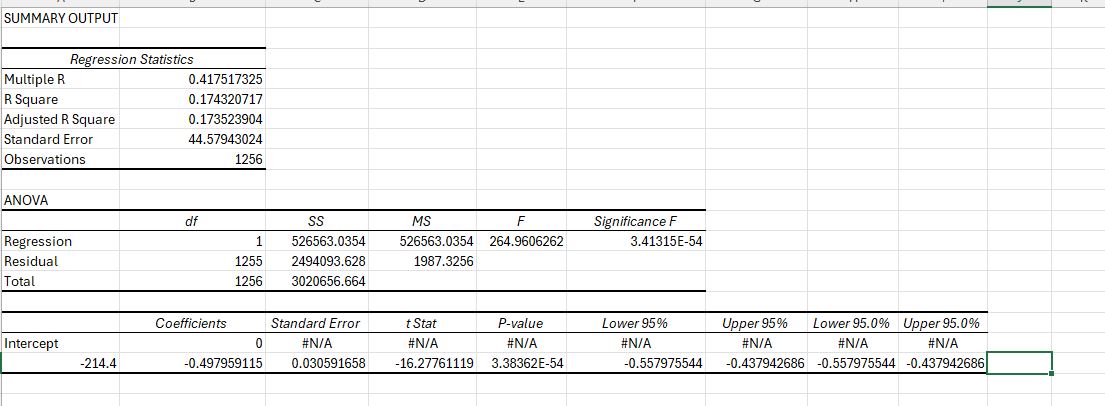 SUMMARY OUTPUT
Regression Statistics
Multiple R 0.417517325
R Square 0.174320717
Adjusted R Square 0.173523904
Standard Error 44.57943024
Observations 1256
ANOVA
df SS MS F Significance F
Regression 1 526563.0354 526563.0354 264.9606262 3.41315E-54
Residual 1255 2494093.628 1987.3256
Total 1256 3020656.664
Coefficients Standard Error t Stat P-value Lower 95% Upper 95% Lower 95.0% Upper 95.0%
Intercept 0 #N/A #N/A #N/A #N/A #N/A #N/A #N/A
-214.4 -0.497959115 0.030591658 -16.27761119 3.38362E-54 -0.557975544 -0.437942686 -0.557975544 -0.437942686